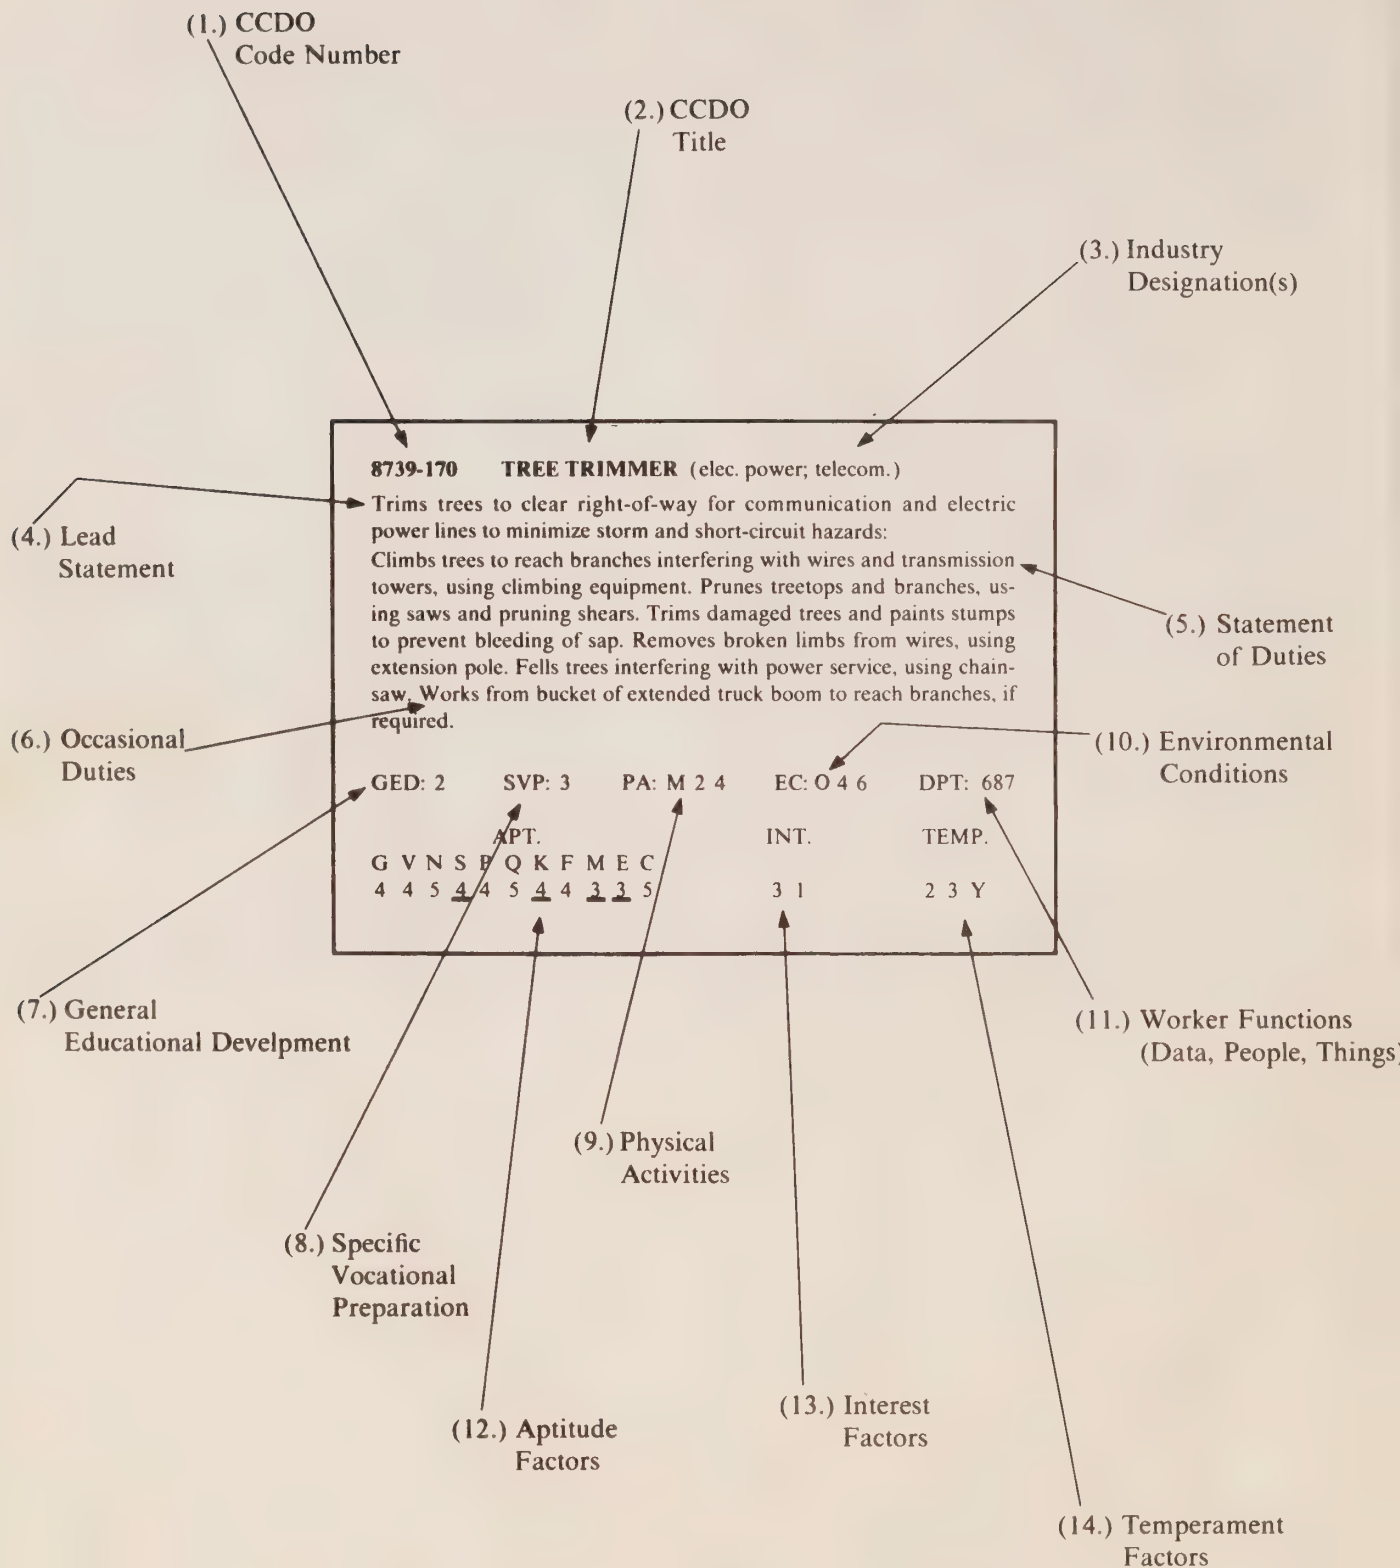 (1.) CCDO
Code Number
(2.) CCDO
Title
(3.) Industry
Designation(s)
8739-170 TREE TRIMMER (elec. power; telecom.)
Trims trees to clear right-of-way for communication and electric
power lines to minimize storm and short-circuit hazards:
Climbs trees to reach branches interfering with wires and transmission
towers, using climbing equipment. Prunes treetops and branches, us-
ing saws and pruning shears. Trims damaged trees and paints stumps
to prevent bleeding of sap. Removes broken limbs from wires, using
extension pole. Fells trees interfering with power service, using chain-
saw. Works from bucket of extended truck boom to reach branches, if
required.
GED: 2 SVP: 3 PA: M 2 4 EC: O 4 6 DPT: 687
APT. INT. TEMP.
G V N S P Q K F M E C
4 4 5 4 4 5 4 4 3 3 5 3 1 2 3 Y
(4.) Lead
Statement
(5.) Statement
of Duties
(6.) Occasional
Duties
(10.) Environmental
Conditions
(7.) General
Educational Develpment
(11.) Worker Functions
(Data, People, Things)
(9.) Physical
Activities
(8.) Specific
Vocational
Preparation
(12.) Aptitude
Factors
(13.) Interest
Factors
(14.) Temperament
Factors